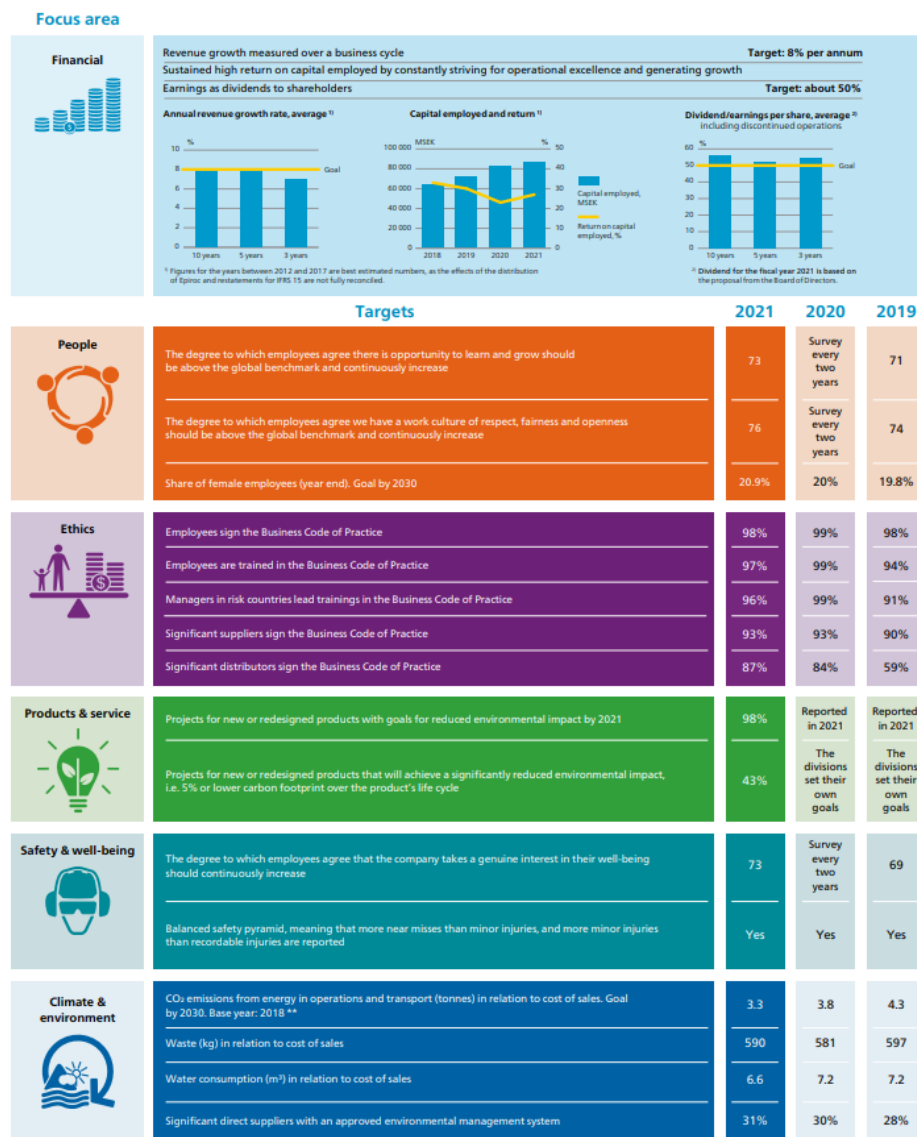 Focus area
Financial
Revenue growth measured over a business cycle Target: 8% per annum
Sustained high return on capital employed by constantly striving for operational excellence and generating growth
Earnings as dividends to shareholders Target: about 50%
Annual revenue growth rate, average 1)
%
10
8
6
4
2
0
Goal
10 years 5 years 3 years
Capital employed and return 1)
MSEK %
100 000 50
80 000 40
60 000 30
40 000 20
20 000 10
0 0
2018 2019 2020 2021
Capital employed,
MSEK
Return on capital
employed, %
Dividend/earnings per share, average 2)
including discontinued operations
%
60
50
40
30
20
10
0
Goal
10 years 5 years 3 years
1) Figures for the years between 2012 and 2017 are best estimated numbers, as the effects of the distribution
of Epiroc and restatements for IFRS 15 are not fully reconciled.
2) Dividend for the fiscal year 2021 is based on
the proposal from the Board of Directors.
Targets 2021 2020 2019
People
The degree to which employees agree there is opportunity to learn and grow should
be above the global benchmark and continuously increase
73
Survey
every
two
years
71
The degree to which employees agree we have a work culture of respect, fairness and openness
should be above the global benchmark and continuously increase
76
Survey
every
two
years
74
Share of female employees (year end). Goal by 2030 20.9% 20% 19.8%
Ethics
Employees sign the Business Code of Practice 98% 99% 98%
Employees are trained in the Business Code of Practice 97% 99% 94%
Managers in risk countries lead trainings in the Business Code of Practice 96% 99% 91%
Significant suppliers sign the Business Code of Practice 93% 93% 90%
Significant distributors sign the Business Code of Practice 87% 84% 59%
Products & service
Projects for new or redesigned products with goals for reduced environmental impact by 2021
98%
Reported
in 2021
Reported
in 2021
Projects for new or redesigned products that will achieve a significantly reduced environmental impact,
i.e. 5% or lower carbon footprint over the product's life cycle
43%
The
divisions
set their
own
goals
The
divisions
set their
own
goals
Safety & well-being
The degree to which employees agree that the company takes a genuine interest in their well-being
should continuously increase
73
Survey
every
two
years
69
Balanced safety pyramid, meaning that more near misses than minor injuries, and more minor injuries
than recordable injuries are reported
Yes Yes Yes
Climate &
environment
CO₂ emissions from energy in operations and transport (tonnes) in relation to cost of sales. Goal
by 2030. Base year: 2018 **
3.3 3.8 4.3
Waste (kg) in relation to cost of sales 590 581 597
Water consumption (m³) in relation to cost of sales 6.6 7.2 7.2
Significant direct suppliers with an approved environmental management system 31% 30% 28%